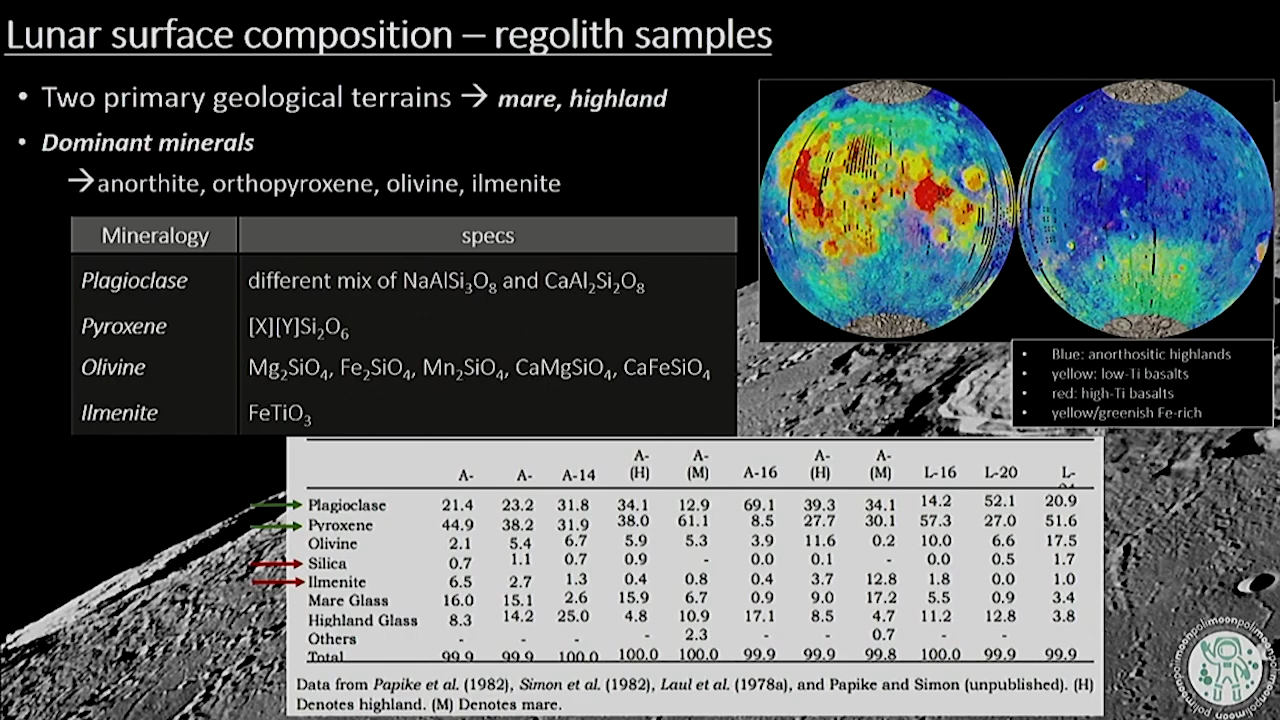 Lunar surface composition – regolith samples
• Two primary geological terrains → mare, highland
• Dominant minerals
→anorthite, orthopyroxene, olivine, ilmenite
Mineralogy specs
Plagioclase different mix of NaAlSi₃O₈ and CaAl₂Si₂O₈
Pyroxene [X][Y]Si₂O₆
Olivine Mg₂SiO₄, Fe₂SiO₄, Mn₂SiO₄, CaMgSiO₄, CaFeSiO₄
Ilmenite FeTiO₃
• Blue: anorthositic highlands
• yellow: low-Ti basalts
• red: high-Ti basalts
• yellow/greenish Fe-rich
A- A- A-14 A-(H) A-(M) A-16 A-(H) A-(M) L-16 L-20 L-
Plagioclase 21.4 23.2 31.8 34.1 12.9 69.1 39.3 34.1 14.2 52.1 20.9
Pyroxene 44.9 38.2 31.9 38.0 61.1 8.5 27.7 30.1 57.3 27.0 51.6
Olivine 2.1 5.4 6.7 5.9 5.3 3.9 11.6 0.2 10.0 6.6 17.5
Silica 0.7 1.1 0.7 0.9 - 0.0 0.1 - 0.0 0.5 1.7
Ilmenite 6.5 2.7 1.3 0.4 0.8 0.4 3.7 12.8 1.8 0.0 1.0
Mare Glass 16.0 15.1 2.6 15.9 6.7 0.9 9.0 17.2 5.5 0.9 3.4
Highland Glass 8.3 14.2 25.0 4.8 10.9 17.1 8.5 4.7 11.2 12.8 3.8
Others - - - - 2.3 - - 0.7 - -
Total 99.9 99.9 100.0 100.0 100.0 99.9 99.9 99.8 100.0 99.9 99.9
Data from Papike et al. (1982), Simon et al. (1982), Laul et al. (1978a), and Papike and Simon (unpublished). (H)
Denotes highland. (M) Denotes mare.
polimoonpolimoonpolimoon